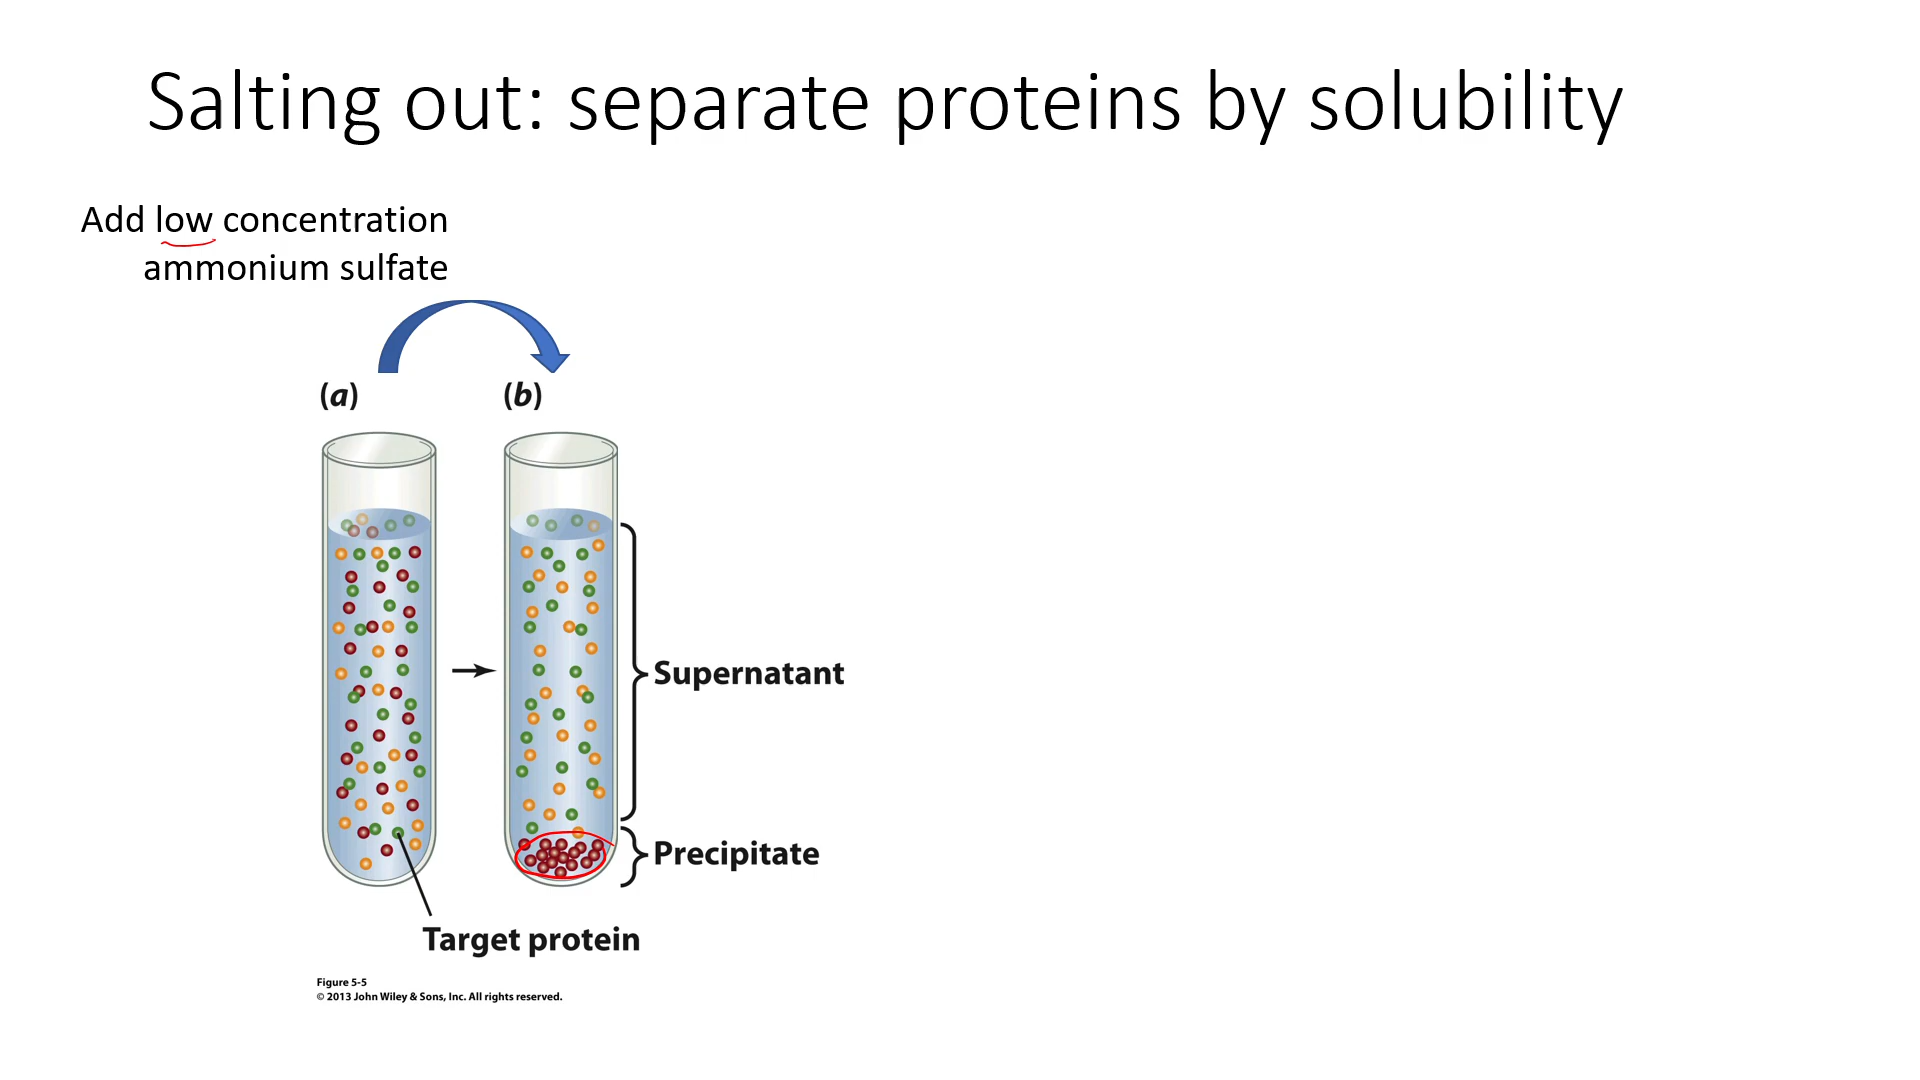 Salting out: separate proteins by solubility
Add low concentration
ammonium sulfate
(a)
(b)
Supernatant
Precipitate
Target protein
Figure 5-5
© 2013 John Wiley & Sons, Inc. All rights reserved.